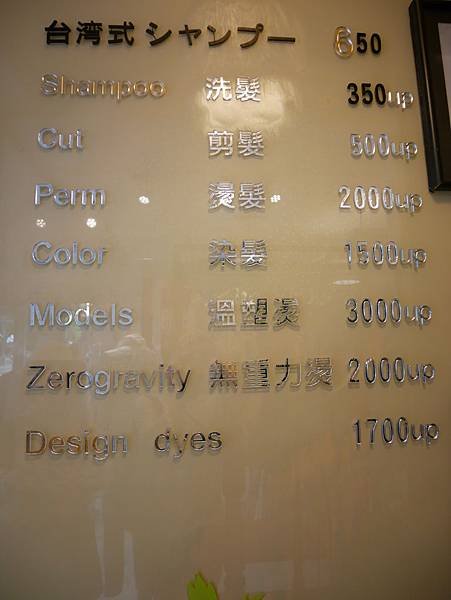 台湾式 シャンプー 650
Shampoo 洗髮 350up
Cut 剪髮 500up
Perm 燙髮 2000up
Color 染髮 1500up
Models 溫塑燙 3000up
Zerogravity 無重力燙 2000up
Design dyes 1700up